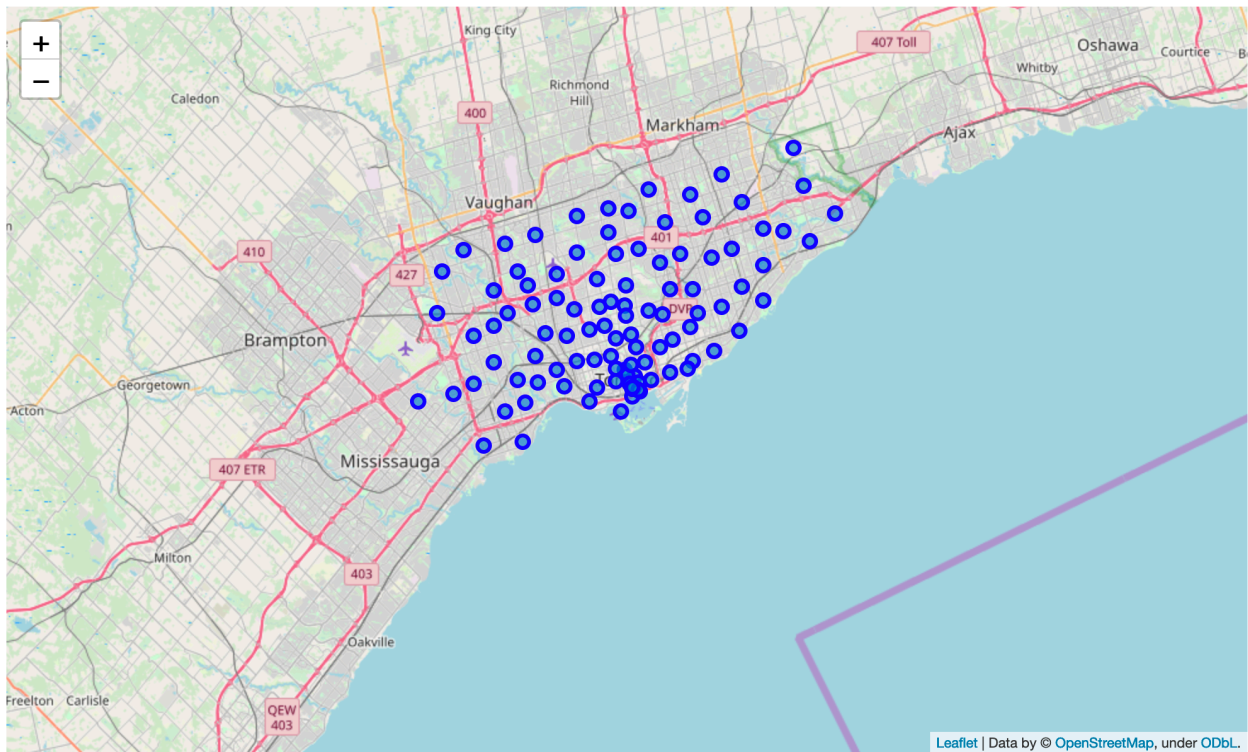 +
−
King City
407 Toll
Oshawa
Courtice
Whitby
Richmond
Hill
Caledon
400
Markham
Ajax
Vaughan
401
410
427
DVP
Brampton
Georgetown
Acton
Mississauga
407 ETR
Milton
403
Oakville
Freelton
Carlisle
QEW
403
Leaflet | Data by © OpenStreetMap, under ODbL.